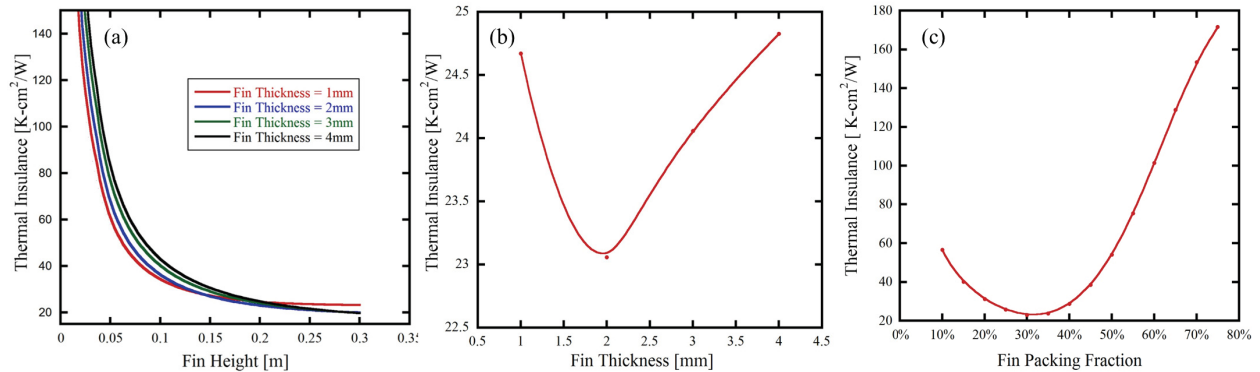 (a)
Thermal Insulance [K-cm²/W]
140
120
100
80
60
40
20
Fin Thickness = 1mm
Fin Thickness = 2mm
Fin Thickness = 3mm
Fin Thickness = 4mm
0 0.05 0.1 0.15 0.2 0.25 0.3 0.35
Fin Height [m]
(b)
Thermal Insulance [K-cm²/W]
25
24.5
24
23.5
23
22.5
0.5 1 1.5 2 2.5 3 3.5 4 4.5
Fin Thickness [mm]
(c)
Thermal Insulance [ K-cm²/W]
180
160
140
120
100
80
60
40
20
0% 10% 20% 30% 40% 50% 60% 70% 80%
Fin Packing Fraction